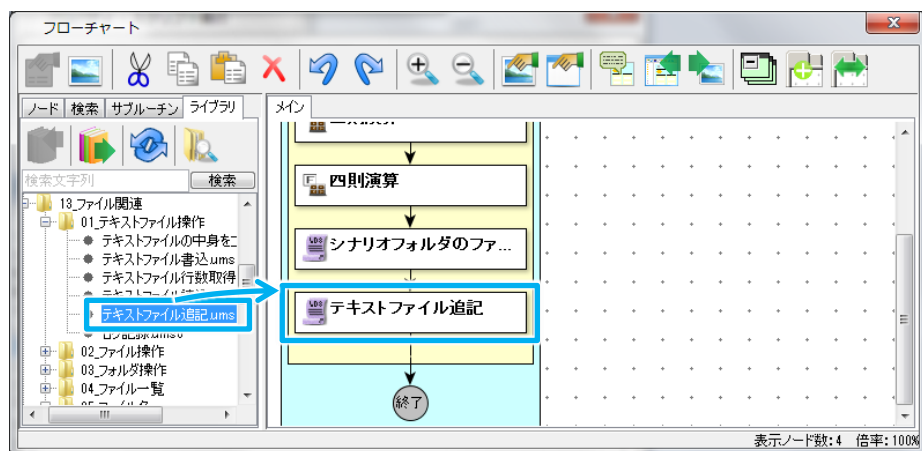 フローチャート
ノード 検索 サブルーチン ライブラリ
メイン
検索文字列 検索
13_ファイル関連
01_テキストファイル操作
テキストファイルの中身をコ
テキストファイル書込.ums
テキストファイル行数取得
テキストファイル追記.ums
02_ファイル操作
03_フォルダ操作
04_ファイル一覧
四則演算
シナリオフォルダのファ...
テキストファイル追記
終了
表示ノード数:4 倍率:100%